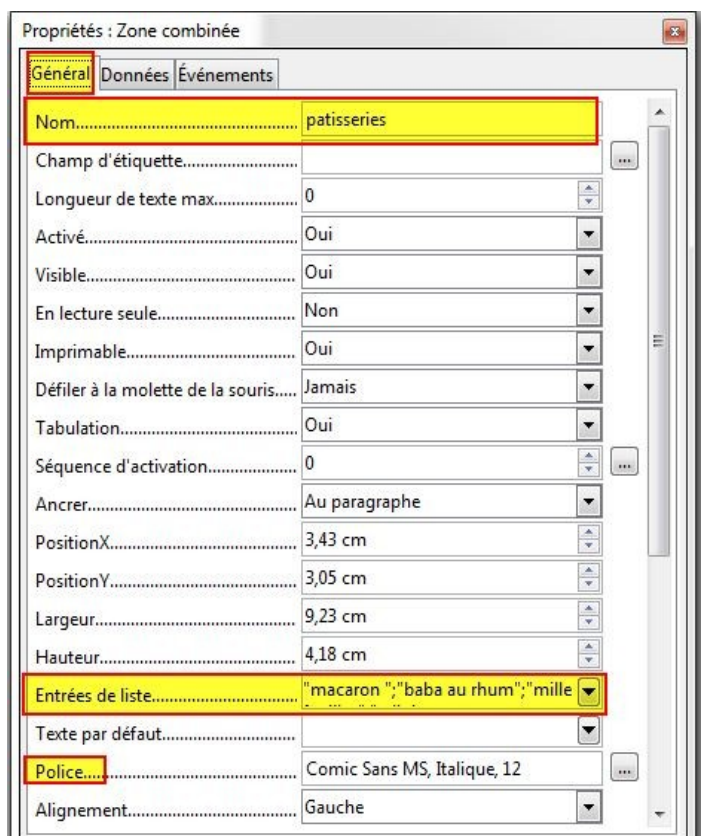 Propriétés : Zone combinée
Général Données Événements
Nom............................................... patisseries
Champ d'étiquette.........................
...
Longueur de texte max................... 0
Activé............................................. Oui
Visible............................................. Oui
En lecture seule.............................. Non
Imprimable..................................... Oui
Défiler à la molette de la souris..... Jamais
Tabulation...................................... Oui
Séquence d'activation.................... 0 ...
Ancrer............................................. Au paragraphe
PositionX........................................ 3,43 cm
PositionY........................................ 3,05 cm
Largeur........................................... 9,23 cm
Hauteur.......................................... 4,18 cm
Entrées de liste............................... "macaron ";"baba au rhum";"mille
Texte par défaut.............................
Police.............................................. Comic Sans MS, Italique, 12 ...
Alignement..................................... Gauche